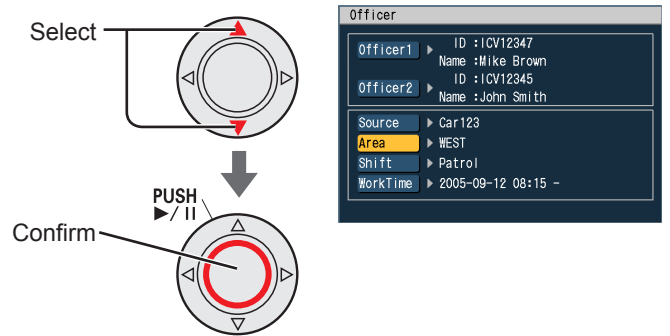 Select
PUSH
▶/II
Confirm
Officer
Officer1 ▶ ID :ICV12347
Name :Mike Brown
Officer2 ▶ ID :ICV12345
Name :John Smith
Source ▶ Car123
Area ▶ WEST
Shift ▶ Patrol
WorkTime ▶ 2005-09-12 08:15 -